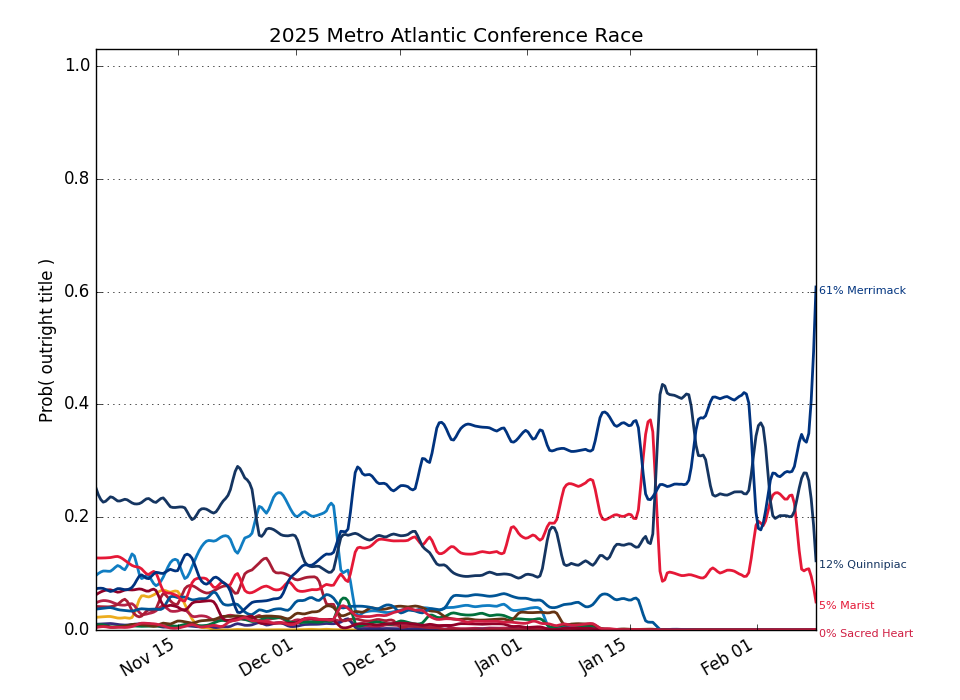 2025 Metro Atlantic Conference Race
Prob( outright title )
1.0
0.8
0.6
0.4
0.2
0.0
61% Merrimack
12% Quinnipiac
5% Marist
0% Sacred Heart
Nov 15
Dec 01
Dec 15
Jan 01
Jan 15
Feb 01